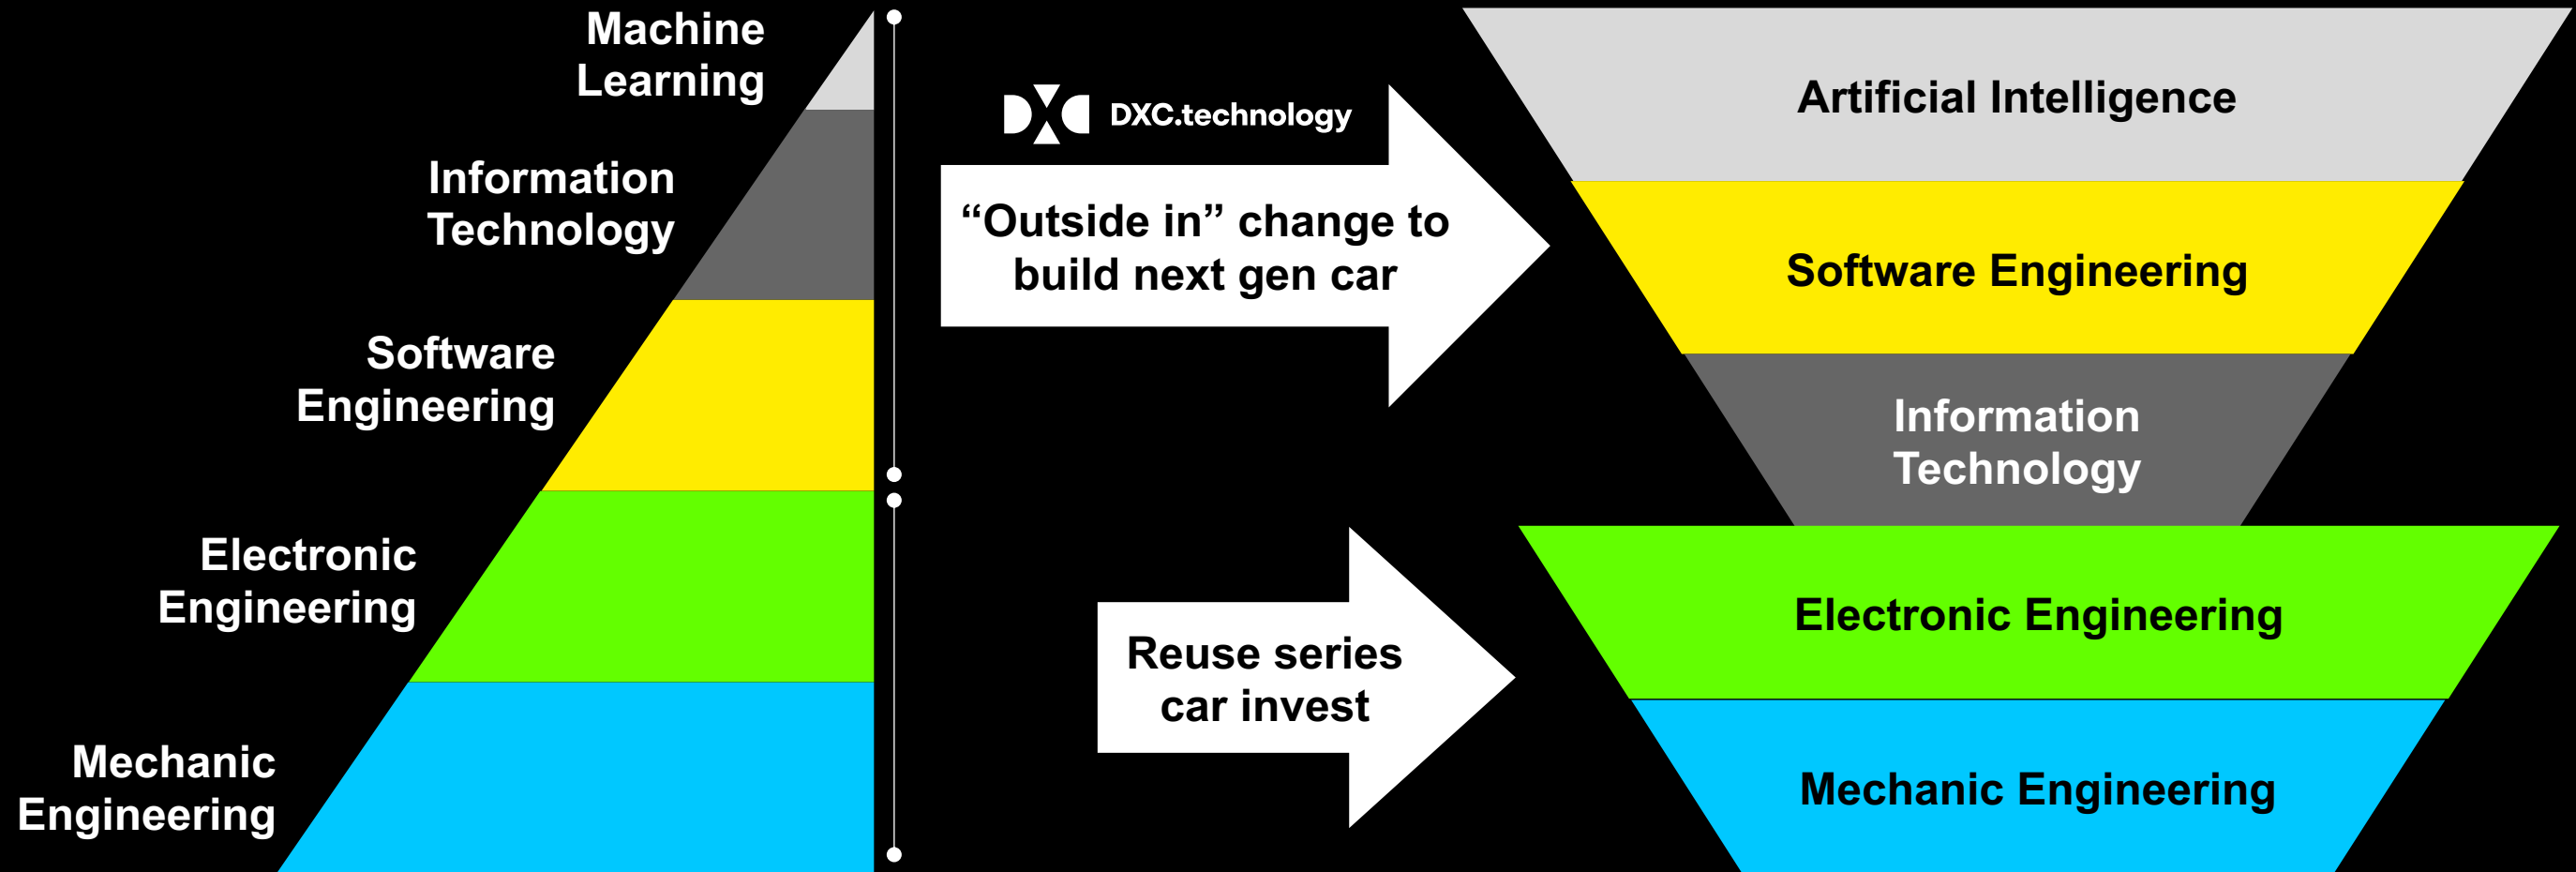 Machine
Learning
Information
Technology
Software
Engineering
Electronic
Engineering
Mechanic
Engineering
DXC.technology
“Outside in” change to
build next gen car
Reuse series
car invest
Artificial Intelligence
Software Engineering
Information
Technology
Electronic Engineering
Mechanic Engineering